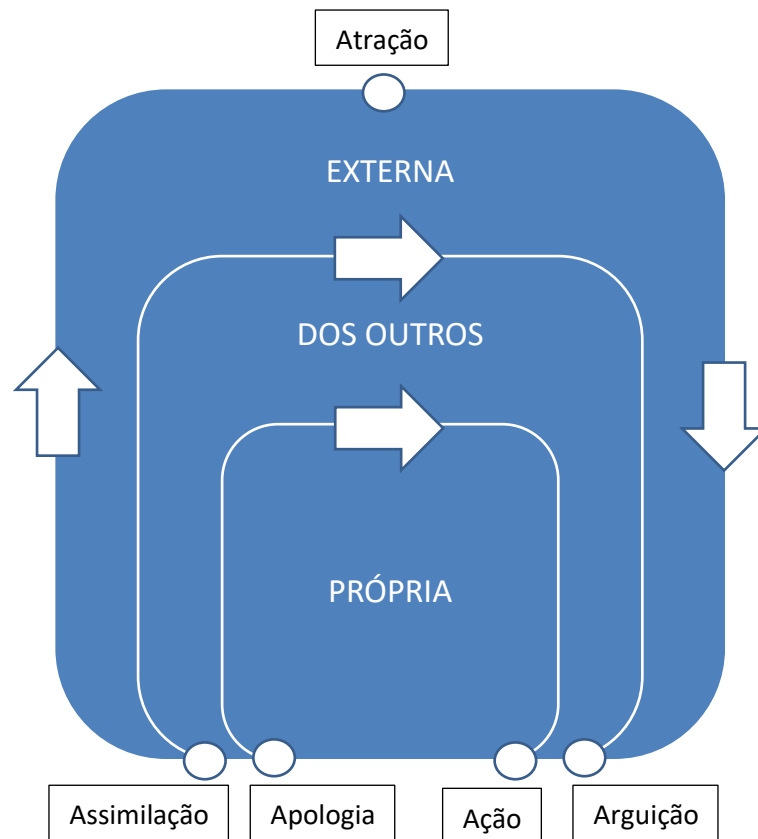 Atração
EXTERNA
DOS OUTROS
PRÓPRIA
Assimilação
Apologia
Ação
Arguição